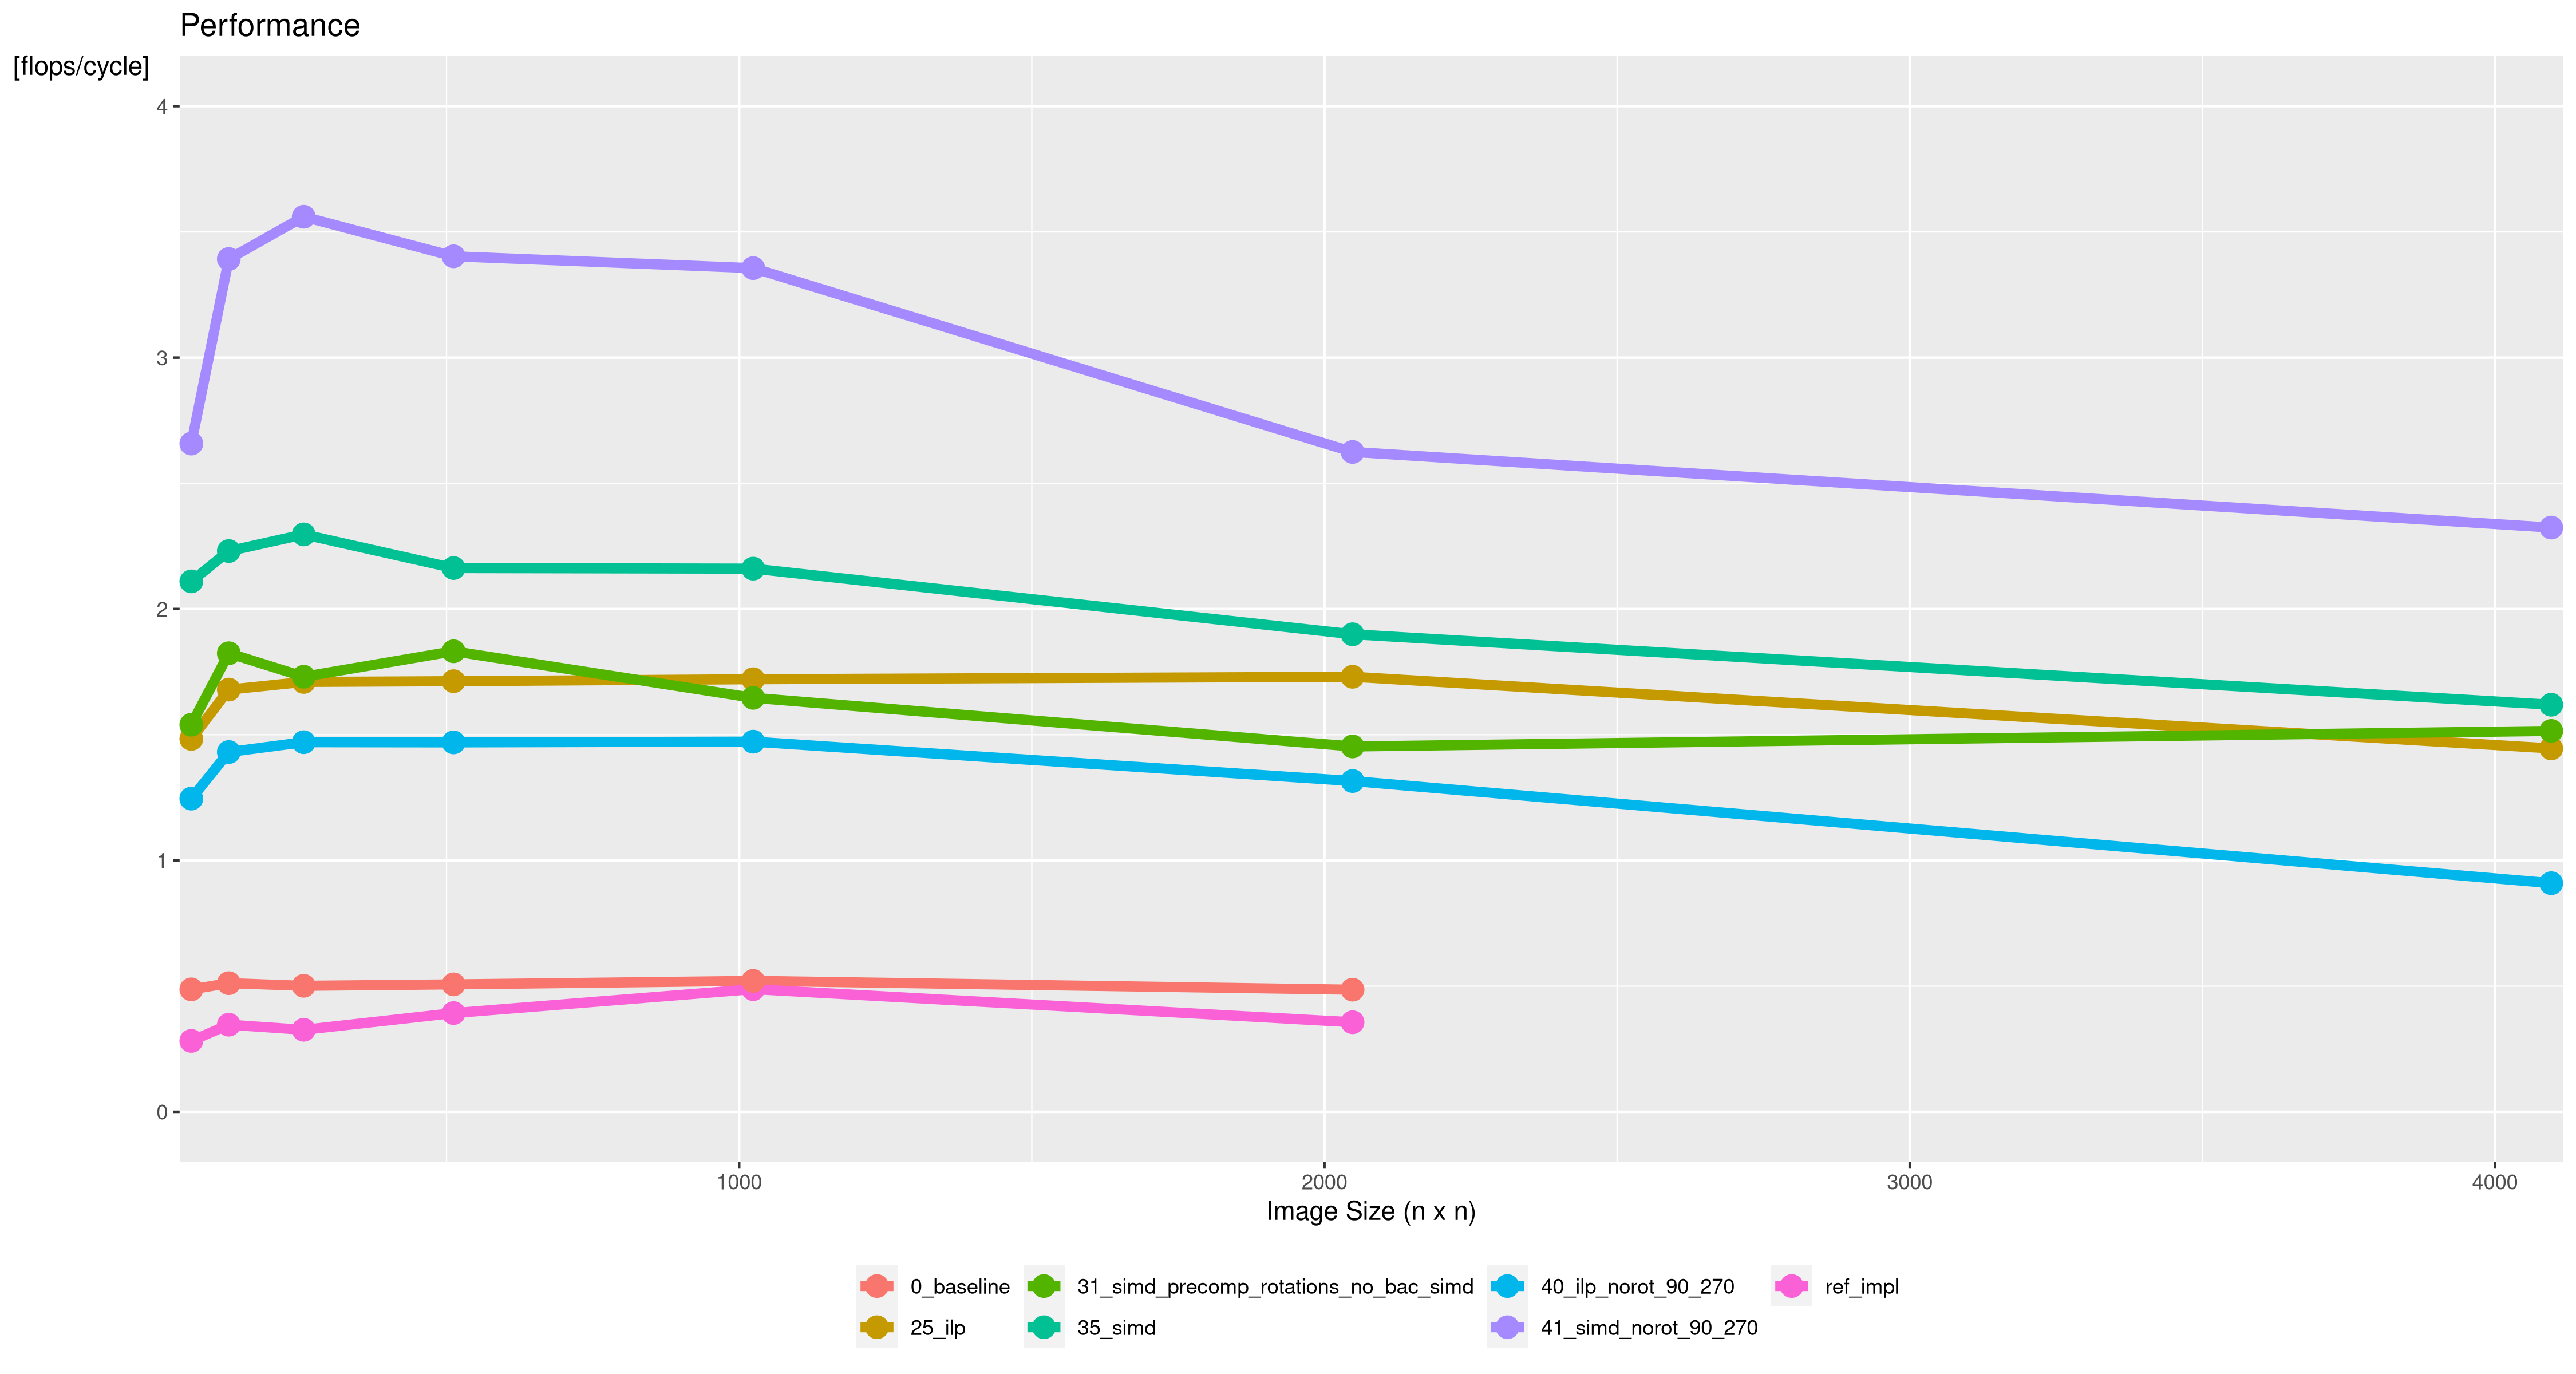 Performance
[flops/cycle]
4
3
2
1
0
1000 2000 3000 4000
Image Size (n x n)
0_baseline 31_simd_precomp_rotations_no_bac_simd 40_ilp_norot_90_270 ref_impl
25_ilp 35_simd 41_simd_norot_90_270